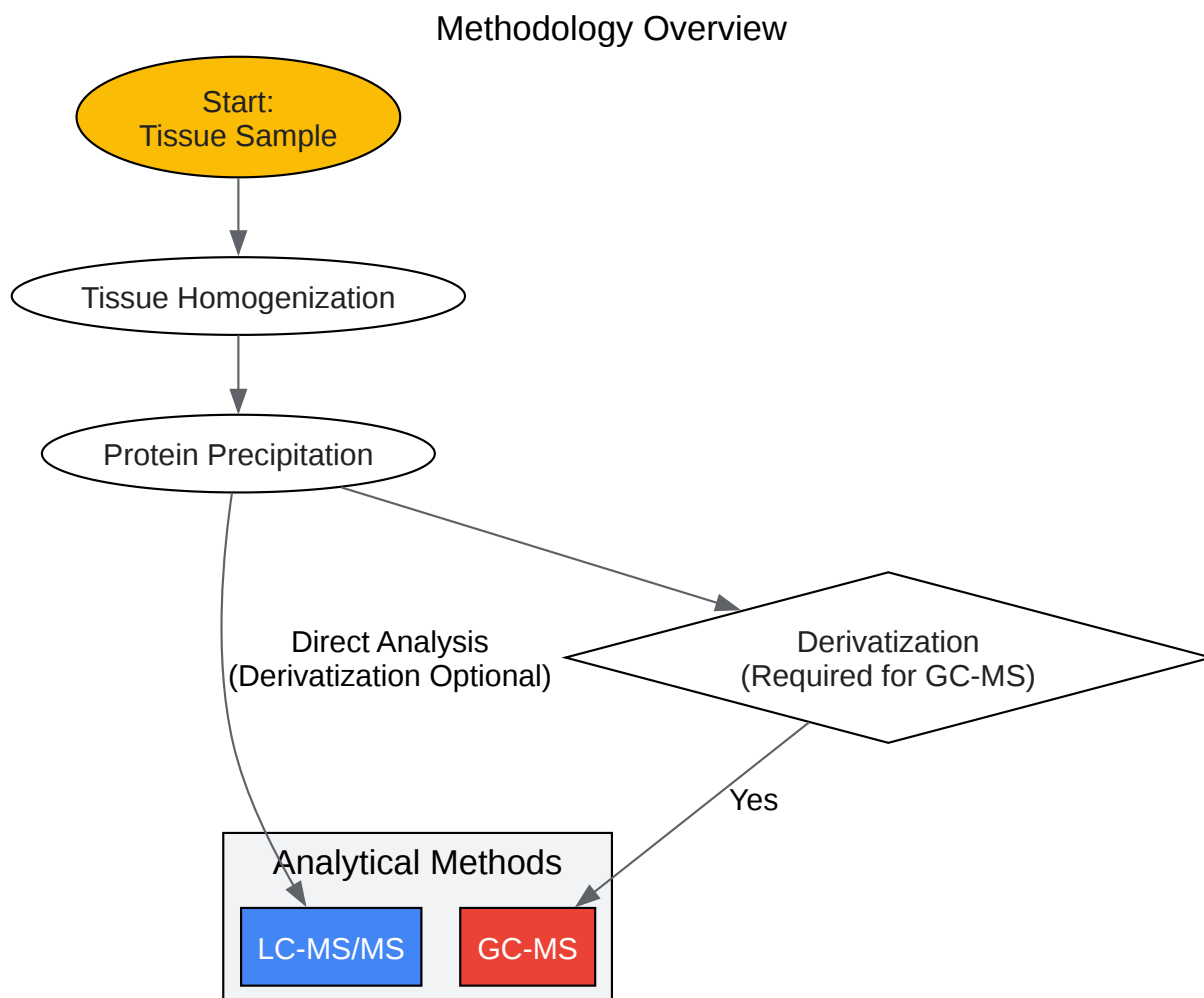 Methodology Overview
Start:
Tissue Sample
Tissue Homogenization
Protein Precipitation
Direct Analysis
(Derivatization Optional)
Derivatization
(Required for GC-MS)
Yes
Analytical Methods
LC-MS/MS
GC-MS